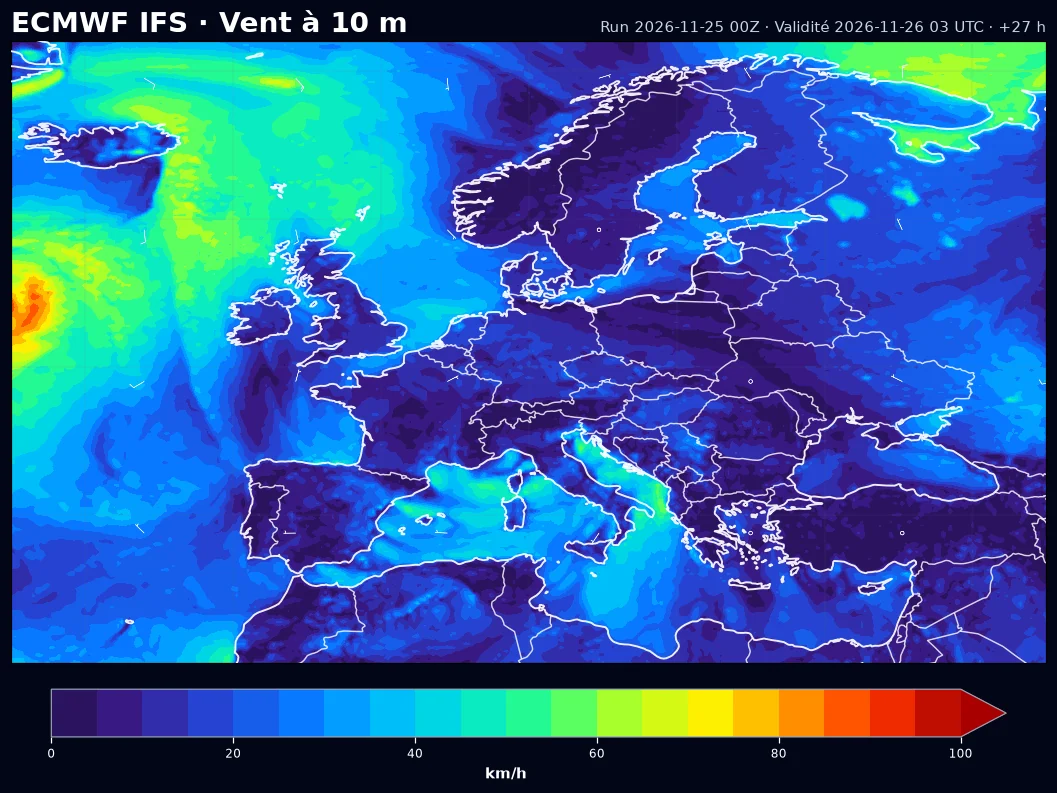 ECMWF IFS · Vent à 10 m
Run 2026-11-25 00Z · Validité 2026-11-26 03 UTC · +27 h
0 20 40 60 80 100
km/h